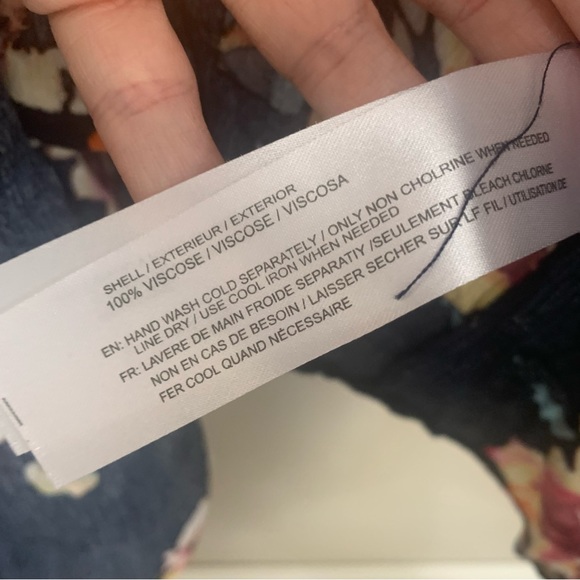 SHELL / EXTERIEUR / EXTERIOR
100% VISCOSE / VISCOSE / VISCOSA
EN: HAND WASH COLD SEPARATELY / ONLY NON CHOLRINE WHEN NEEDED
LINE DRY / USE COOL IRON WHEN NEEDED
FR: LAVERE DE MAIN FROIDE SEPARATIY /SEULEMENT BLEACH CHLORINE
NON EN CAS DE BESOIN / LAISSER SECHER SUR LF FIL / UTILISATION DE
FER COOL QUAND NÉCESSAIRE